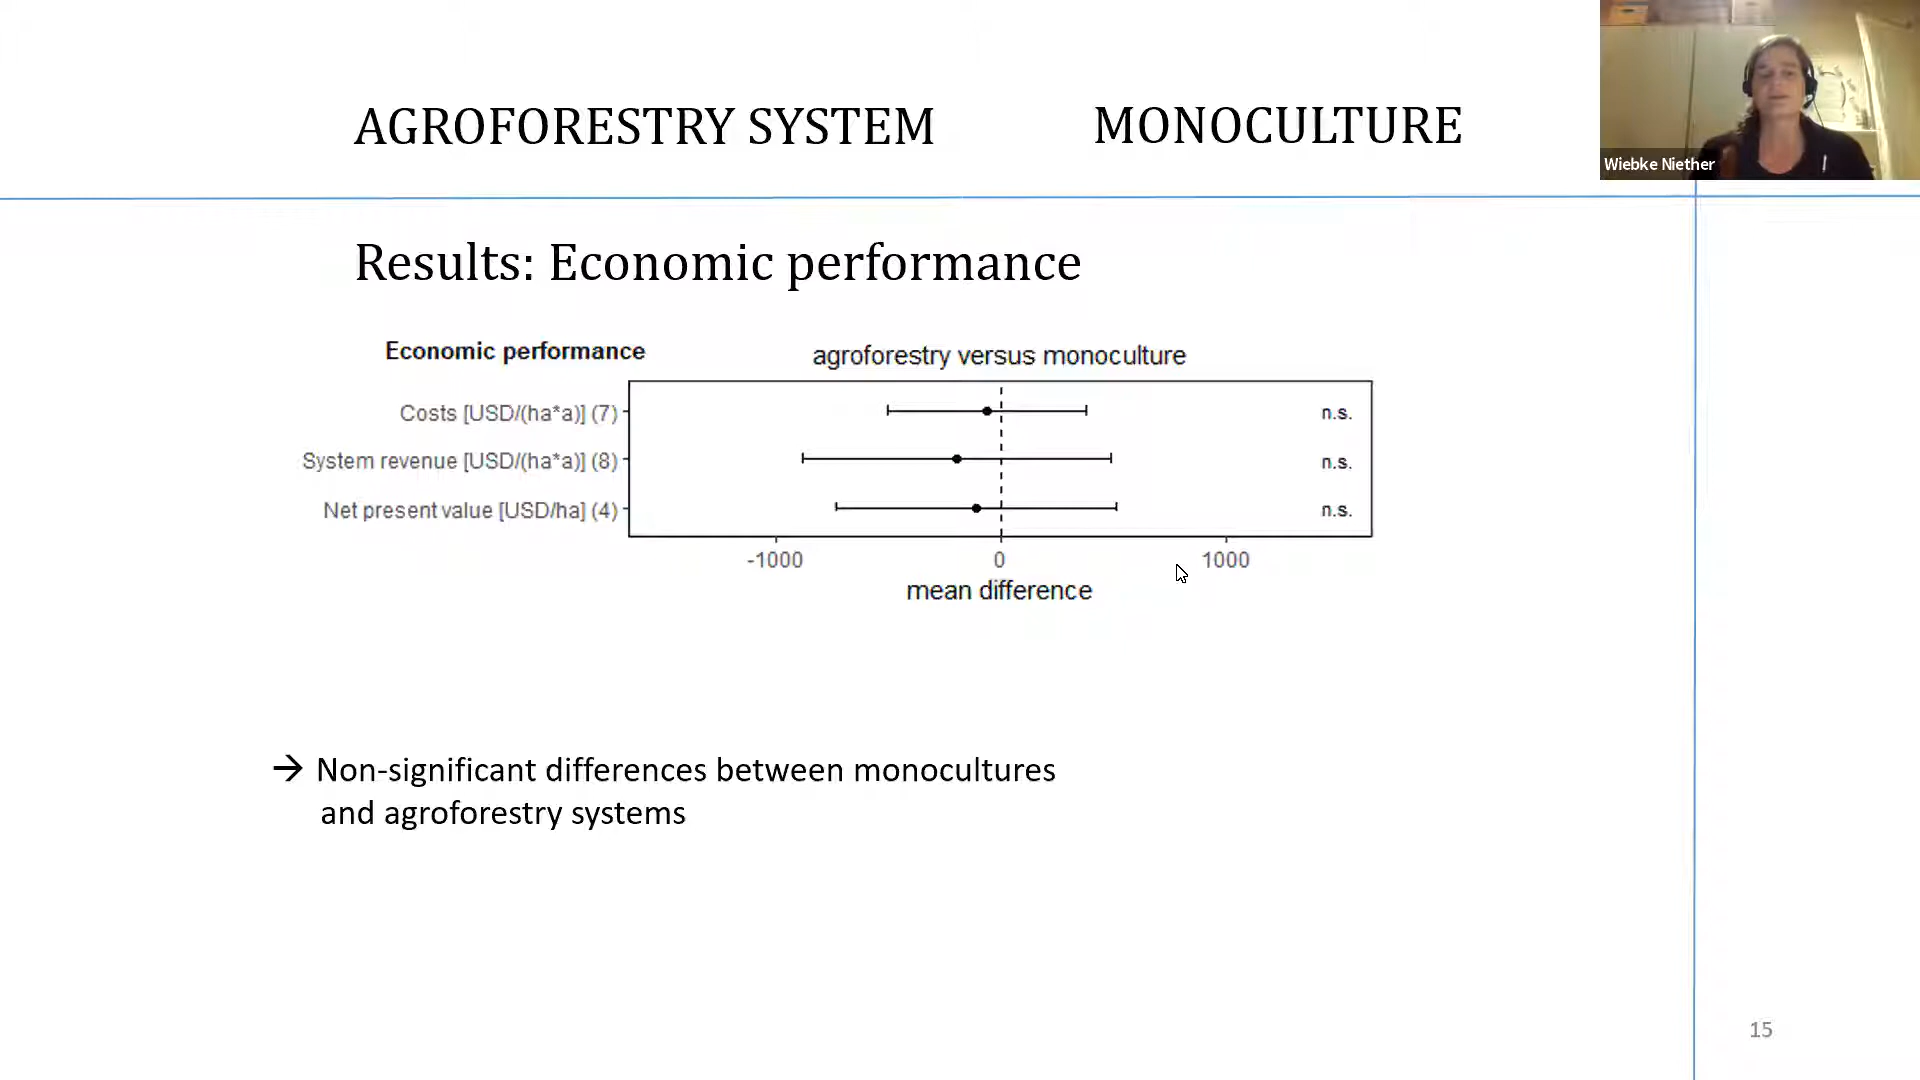 AGROFORESTRY SYSTEM MONOCULTURE
Wiebke Niether
Results: Economic performance
Economic performance
agroforestry versus monoculture
Costs [USD/(ha*a)] (7) n.s.
System revenue [USD/(ha*a)] (8) n.s.
Net present value [USD/ha] (4) n.s.
-1000 0 1000
mean difference
→ Non-significant differences between monocultures
and agroforestry systems
15